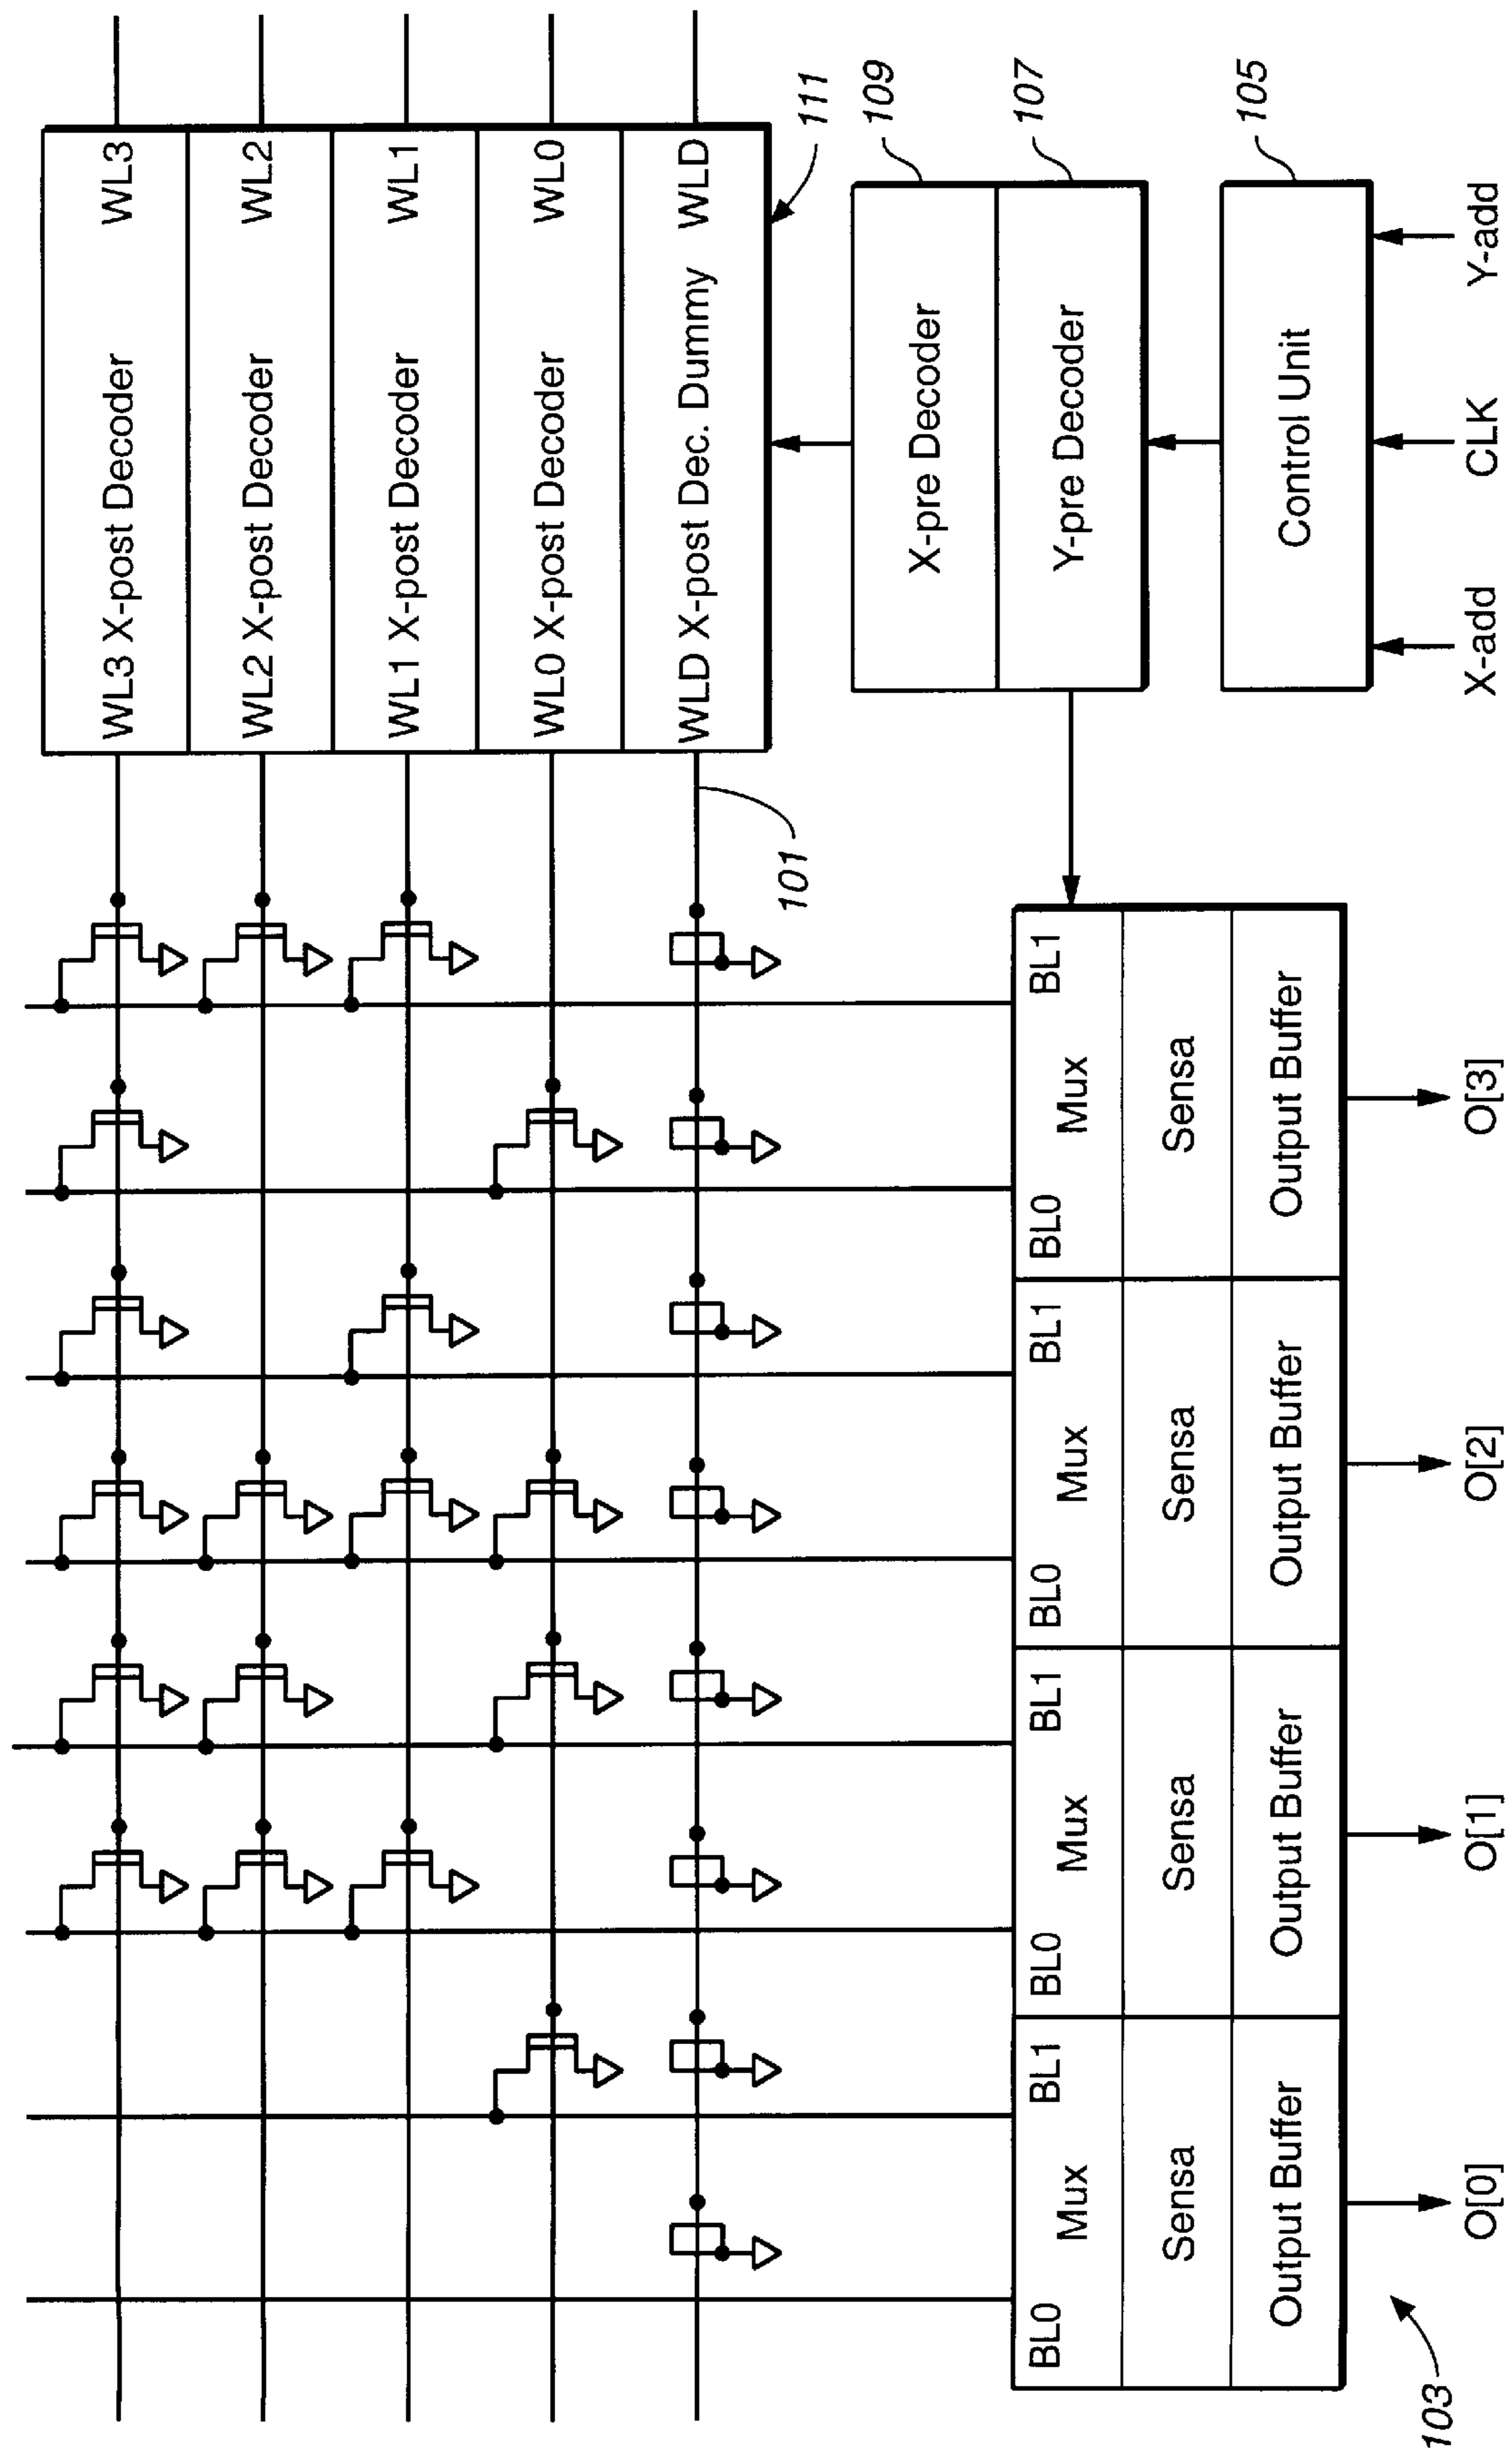 WL3 X-post Decoder WL3
WL2 X-post Decoder WL2
WL1 X-post Decoder WL1
WL0 X-post Decoder WL0
WLD X-post Dec. Dummy WLD
111
101
X-pre Decoder
109
Y-pre Decoder
107
Control Unit
105
X-add CLK Y-add
BL0 Mux BL1 BL0 Mux BL1 BL0 Mux BL1 BL0 Mux BL1
Sensa Sensa Sensa Sensa
Output Buffer Output Buffer Output Buffer Output Buffer
O[0] O[1] O[2] O[3]
103